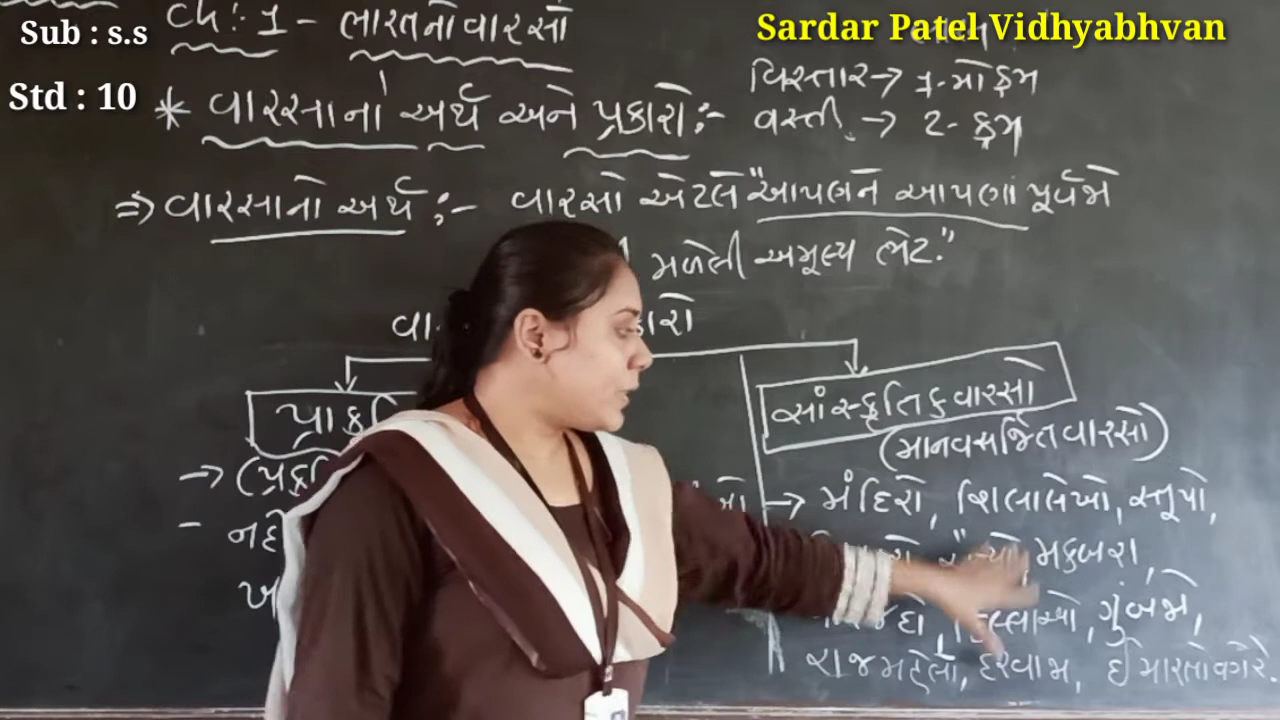 Sub : s.s
Sardar Patel Vidhyabhvan
Ch: 1 - ભારતનો વારસો
Std : 10
વિસ્તાર → ૧-મો ક્રમ
* વારસાનો અર્થ અને પ્રકારો :-
વસ્તી → 2- ક્રમ
⇒ વારસાનો અર્થ :- વારસો એટલે "આપણને આપણા પૂર્વજો
મળેલી અમૂલ્ય ભેટ."
સાંસ્કૃતિક વારસો
(માનવસર્જિત વારસો)
→ મંદિરો, શિલાલેખો, સ્તૂપો,
મકબરા,
ગુંબજો,
રાજમહેલો, દરવાજા, ઈમારતો વગેરે.